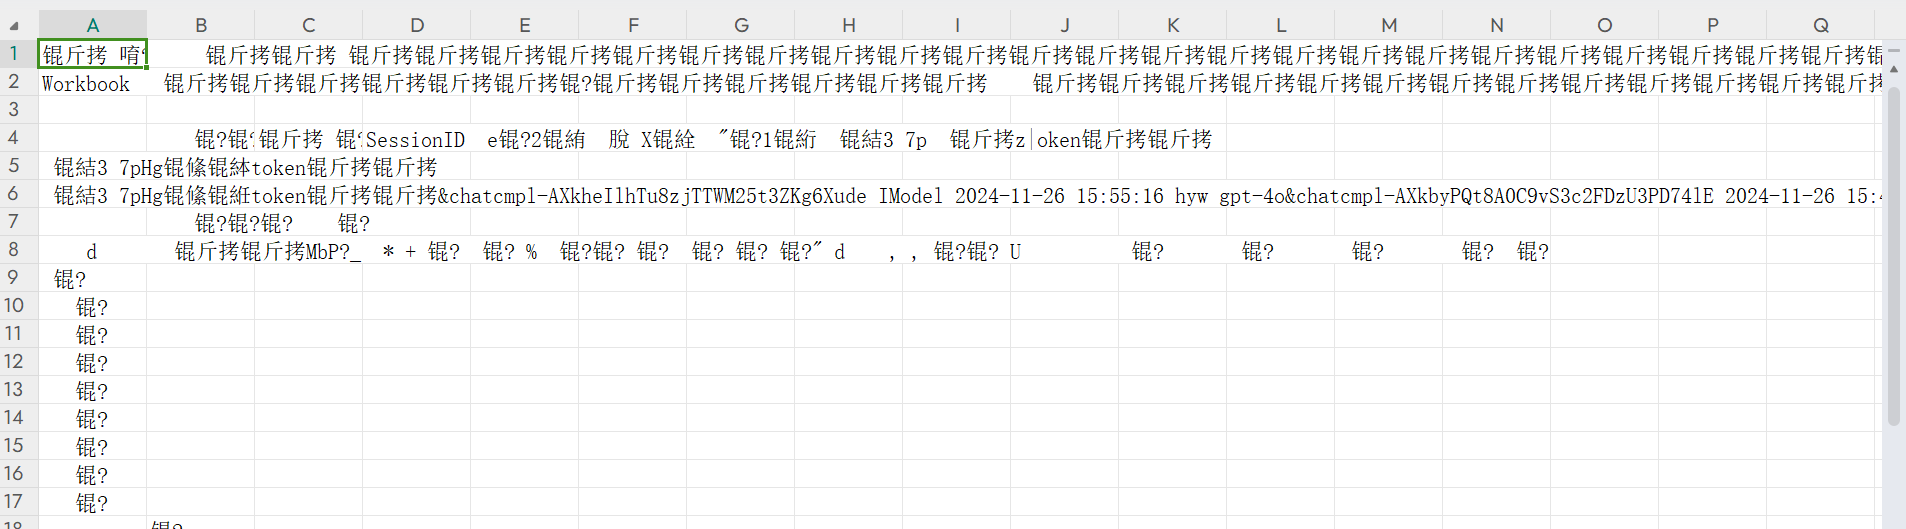 A B C D E F G H I J K L M N O P Q
1 锟斤拷 唷? 锟斤拷锟斤拷 锟斤拷锟斤拷锟斤拷锟斤拷锟斤拷锟斤拷锟斤拷锟斤拷锟斤拷锟斤拷锟斤拷锟斤拷锟斤拷锟斤拷锟斤拷锟斤拷锟斤拷锟斤拷锟斤拷锟斤拷锟斤拷锟斤拷锟斤拷锟
2 Workbook 锟斤拷锟斤拷锟斤拷锟斤拷锟斤拷锟斤拷锟?锟斤拷锟斤拷锟斤拷锟斤拷锟斤拷锟斤拷 锟斤拷锟斤拷锟斤拷锟斤拷锟斤拷锟斤拷锟斤拷锟斤拷锟斤拷锟斤拷锟斤拷锟斤拷锟斤拷
3
4 锟?锟? 锟斤拷 锟? SessionID e锟?2锟絠 脫 X锟絟 "锟?1锟絎 锟結3 7p 锟斤拷z|oken锟斤拷锟斤拷
5 锟結3 7pHg锟絛锟絊token锟斤拷锟斤拷
6 锟結3 7pHg锟絛锟絍token锟斤拷锟斤拷&chatcmpl-AXkheIlhTu8zjTTWM25t3ZKg6Xude IModel 2024-11-26 15:55:16 hyw gpt-4o&chatcmpl-AXkbyPQt8A0C9vS3c2FDzU3PD74lE 2024-11-26 15:4
7 锟?锟?锟? 锟?
8 d 锟斤拷锟斤拷MbP?_ * + 锟? 锟? % 锟?锟? 锟? 锟? 锟? 锟?" d , , 锟?锟? U 锟? 锟? 锟? 锟? 锟?
9 锟?
10 锟?
11 锟?
12 锟?
13 锟?
14 锟?
15 锟?
16 锟?
17 锟?
18 锟?